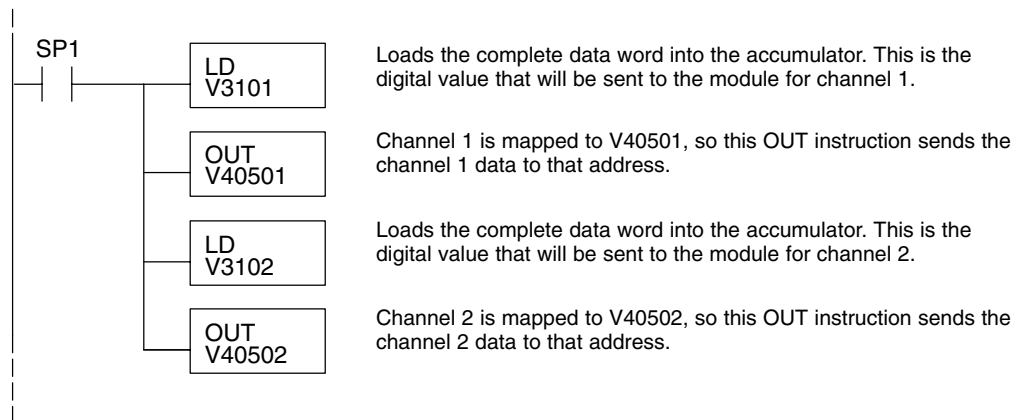 SP1
LD
V3101
Loads the complete data word into the accumulator. This is the
digital value that will be sent to the module for channel 1.
OUT
V40501
Channel 1 is mapped to V40501, so this OUT instruction sends the
channel 1 data to that address.
LD
V3102
Loads the complete data word into the accumulator. This is the
digital value that will be sent to the module for channel 2.
OUT
V40502
Channel 2 is mapped to V40502, so this OUT instruction sends the
channel 2 data to that address.